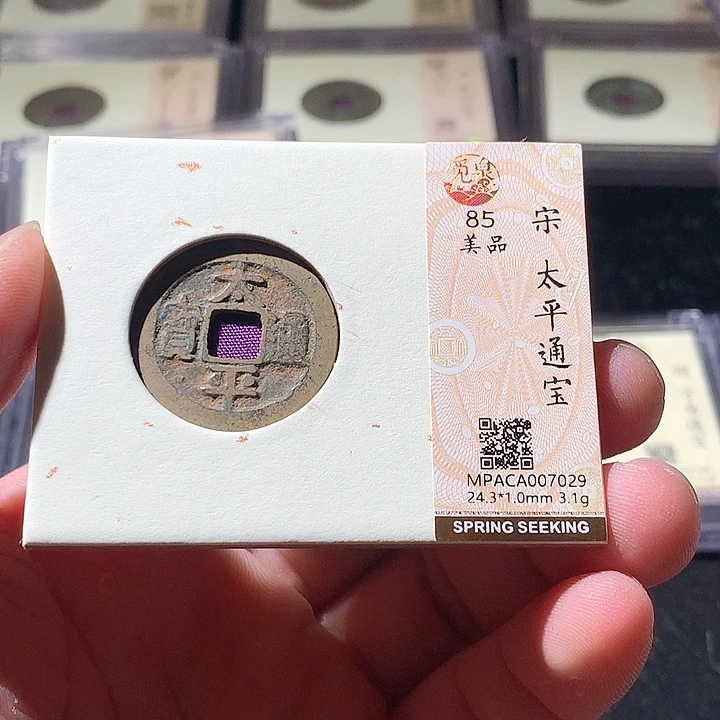 太平通寳
觅泉
85
美品
宋 太平通宝
MPACA007029
24.3*1.0mm 3.1g
SPRING SEEKING